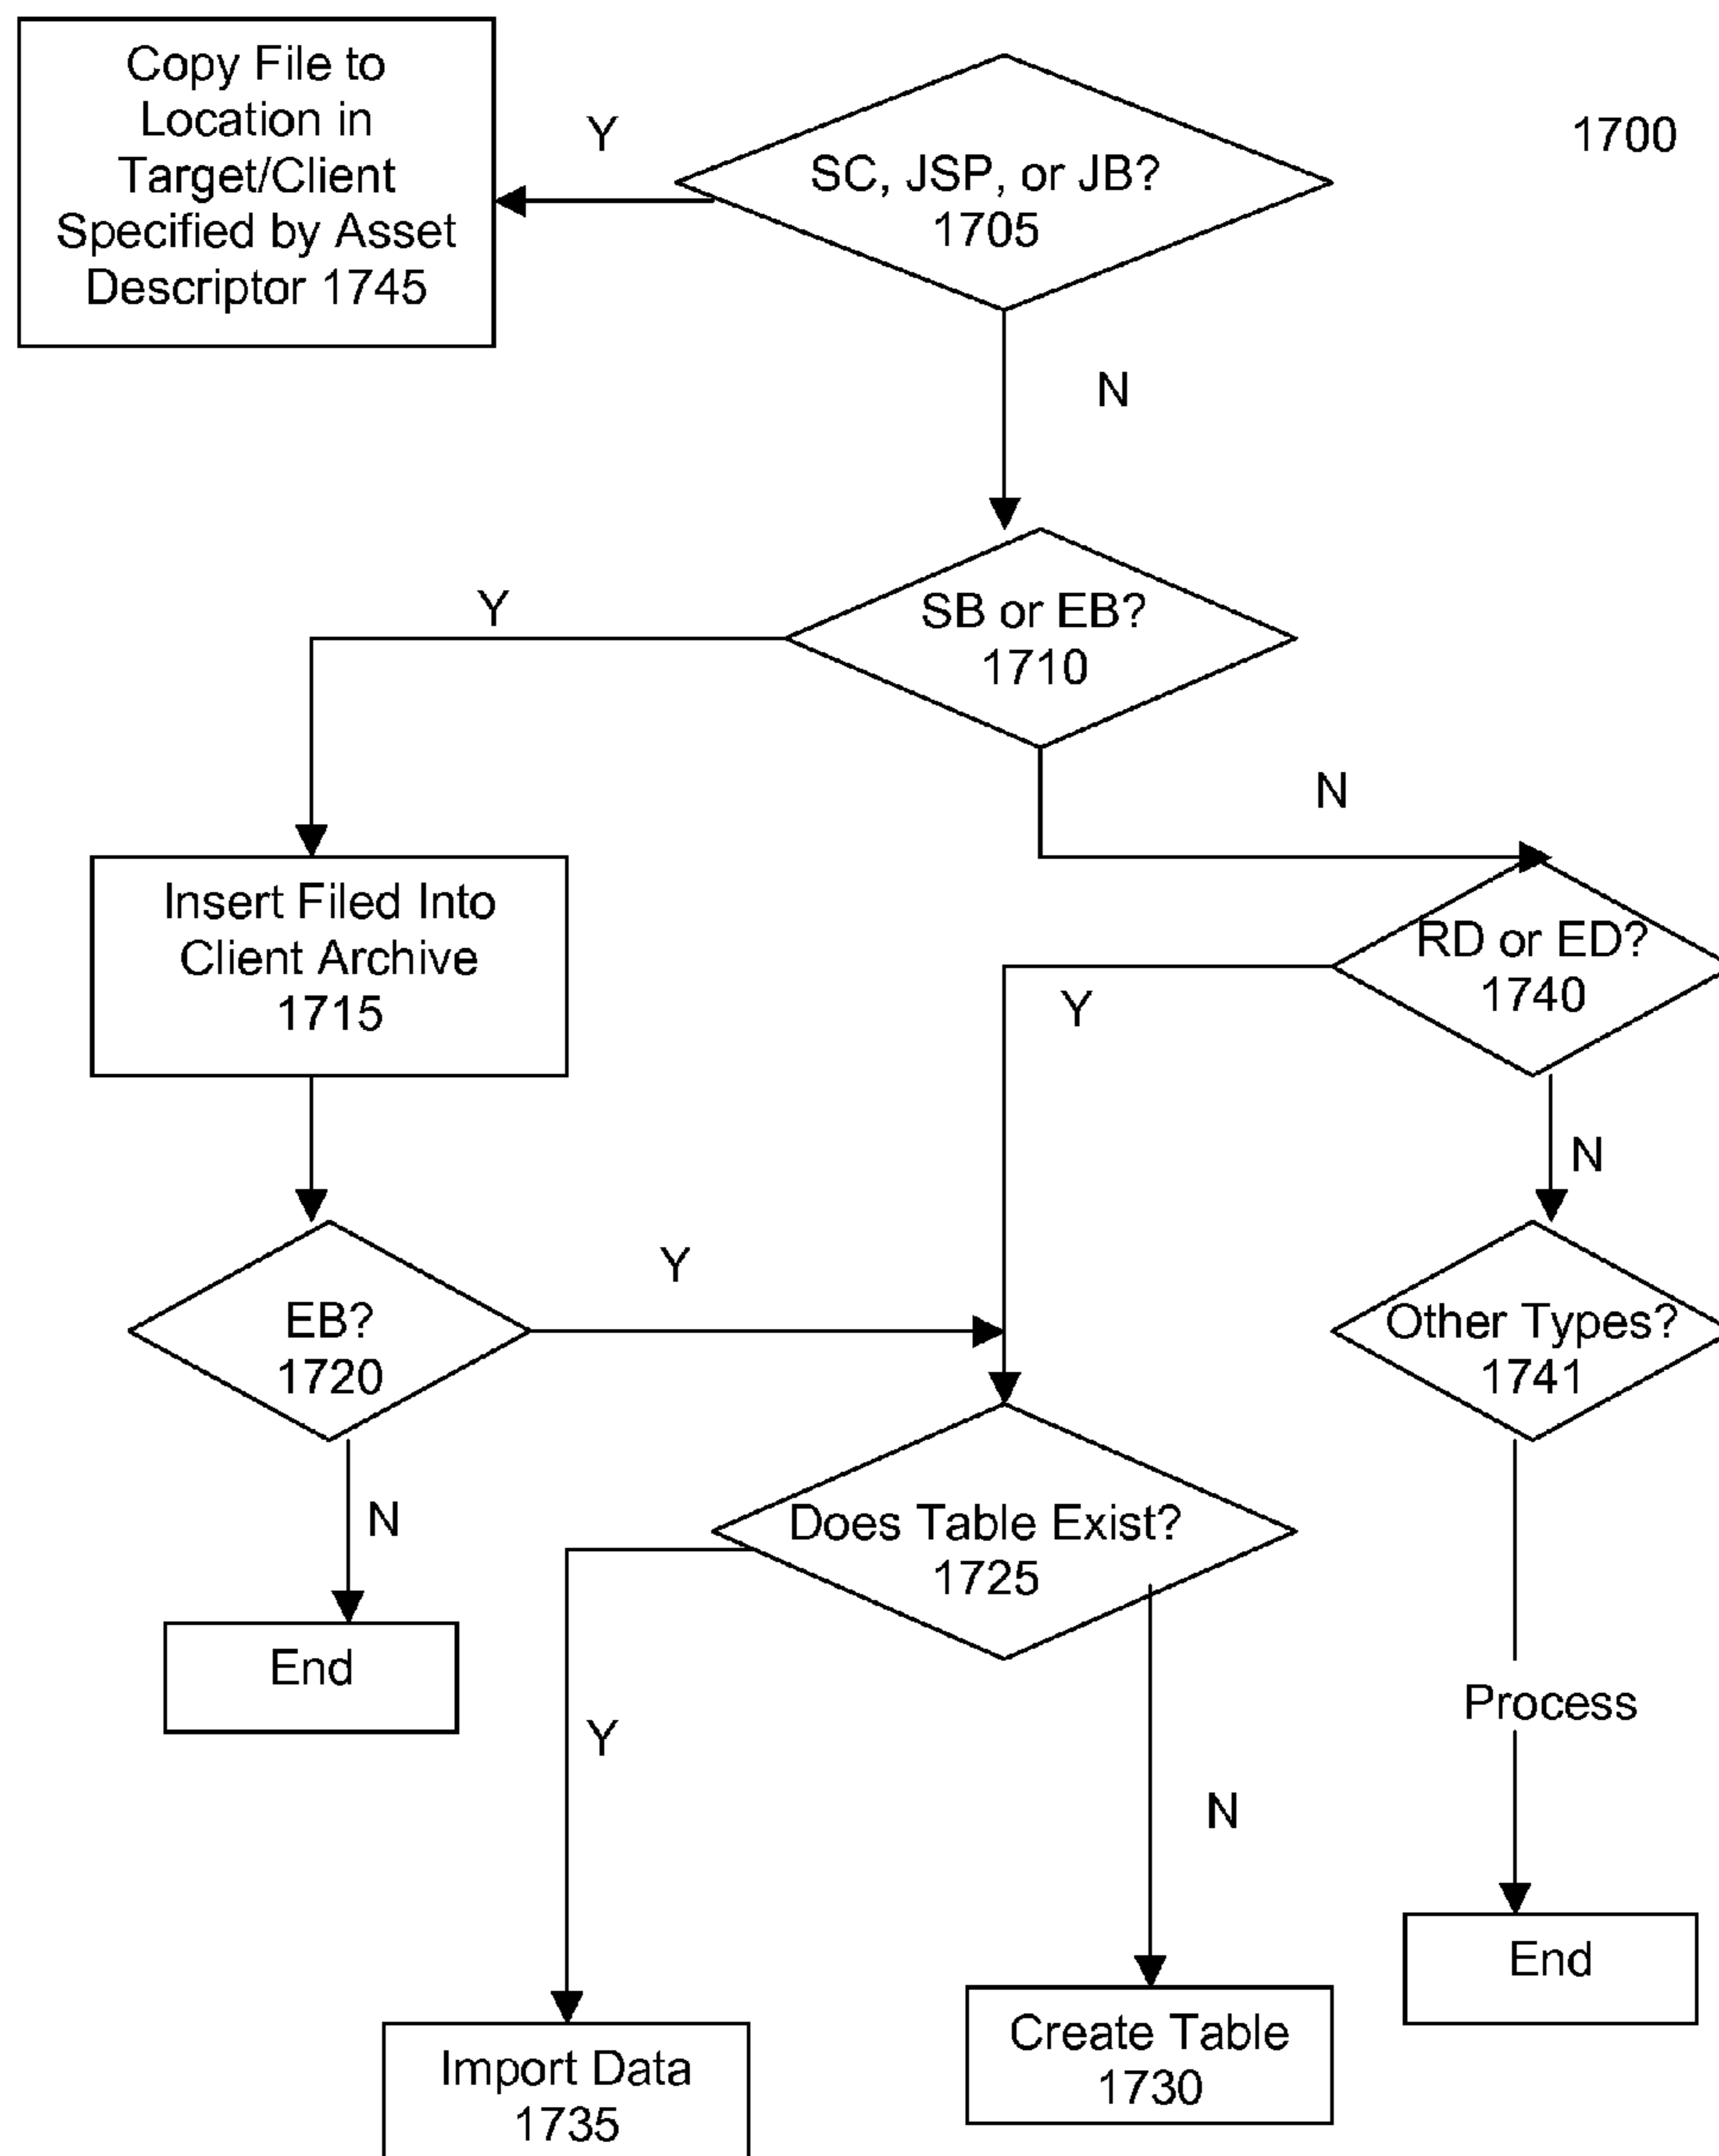 Copy File to
Location in
Target/Client
Specified by Asset
Descriptor 1745
Y
SC, JSP, or JB?
1705
1700
N
SB or EB?
1710
Y
N
Insert Filed Into
Client Archive
1715
RD or ED?
1740
Y
N
EB?
1720
Y
Other Types?
1741
N
Does Table Exist?
1725
End
Y
N
Process
End
Create Table
1730
Import Data
1735